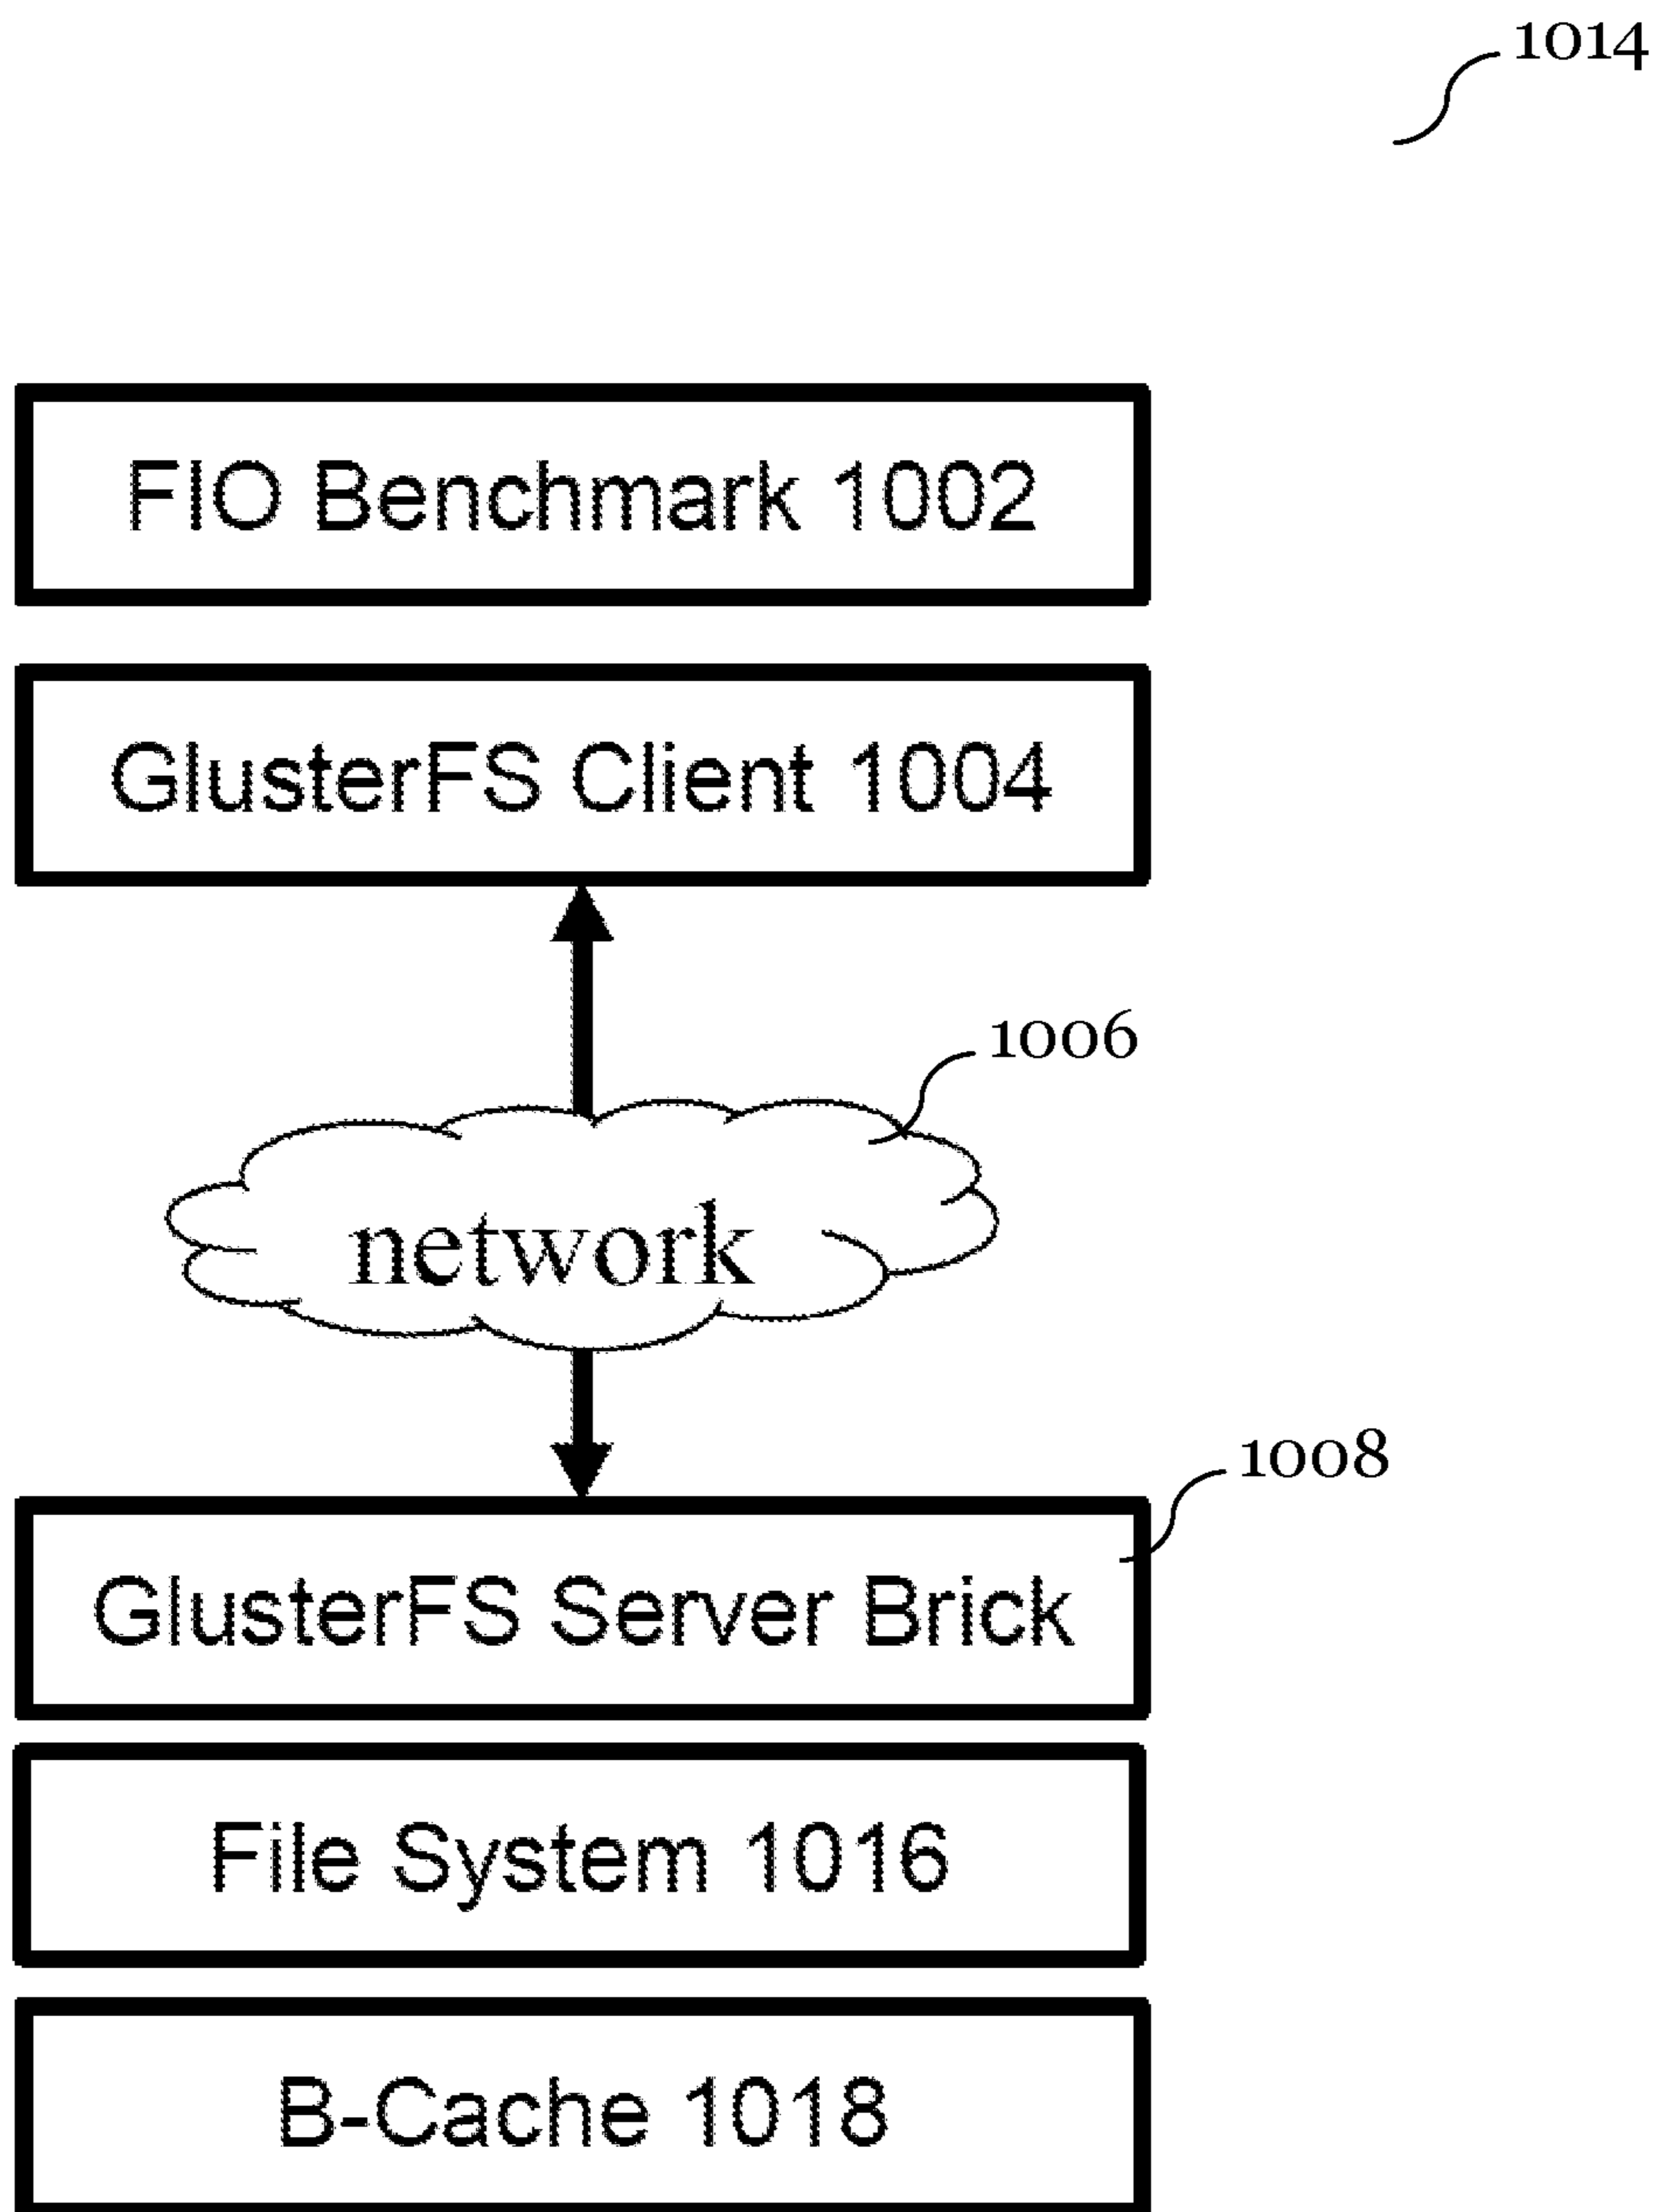 1014
FIO Benchmark 1002
GlusterFS Client 1004
1006
network
1008
GlusterFS Server Brick
File System 1016
B-Cache 1018